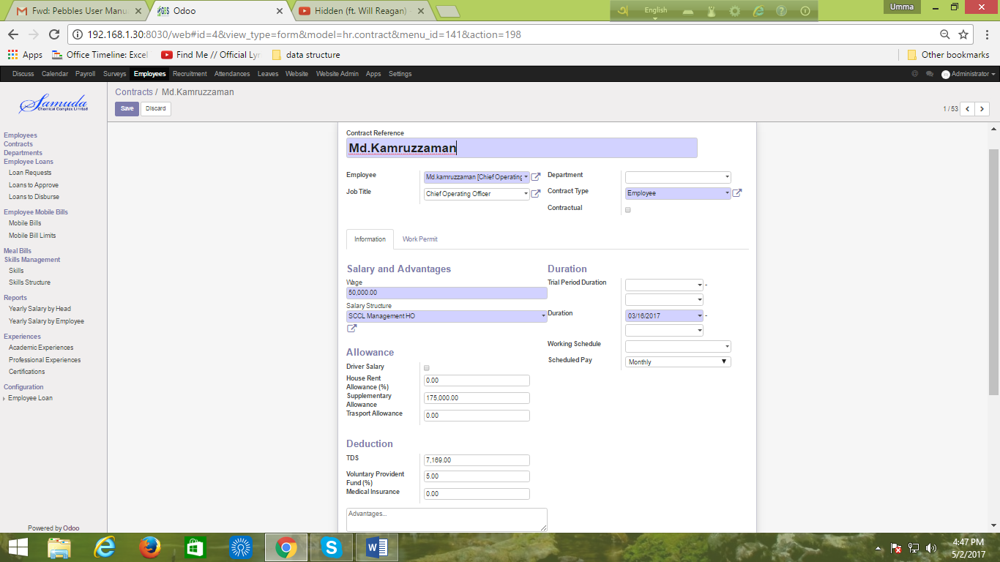 Fwd: Pebbles User Manu
Odoo
Hidden (ft. Will Reagan) -
English
Umma
192.168.1.30:8030/web#id=4&view_type=form&model=hr.contract&menu_id=141&action=198
Apps
Office Timeline: Excel
Find Me // Official Lyr
data structure
Other bookmarks
Discuss Calendar Payroll Surveys Employees Recruitment Attendances Leaves Website Website Admin Apps Settings
Administrator
Samuda
Chemical Complex Limited
Contracts / Md.Kamruzzaman
Save Discard
1 / 53
Employees
Contracts
Departments
Employee Loans
Loan Requests
Loans to Approve
Loans to Disburse
Employee Mobile Bills
Mobile Bills
Mobile Bill Limits
Meal Bills
Skills Management
Skills
Skills Structure
Reports
Yearly Salary by Head
Yearly Salary by Employee
Experiences
Academic Experiences
Professional Experiences
Certifications
Configuration
Employee Loan
Powered by Odoo
Contract Reference
Md.Kamruzzaman
Employee
Md.kamruzzaman [Chief Operating
Job Title
Chief Operating Officer
Department
Contract Type
Employee
Contractual
Information
Work Permit
Salary and Advantages
Wage
50,000.00
Salary Structure
SCCL Management HO
Allowance
Driver Salary
House Rent
Allowance (%)
0.00
Supplementary
Allowance
175,000.00
Trasport Allowance
0.00
Deduction
TDS
7,169.00
Voluntary Provident
Fund (%)
5.00
Medical Insurance
0.00
Advantages...
Duration
Trial Period Duration
-
Duration
03/16/2017
-
Working Schedule
Scheduled Pay
Monthly
4:47 PM
5/2/2017